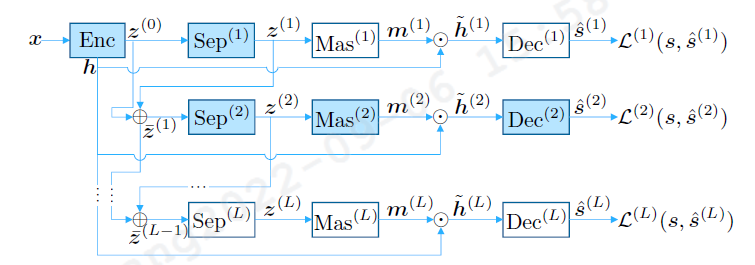 x Enc z^(0) Sep^(1) z^(1) Mas^(1) m^(1) ⊙ h̃^(1) Dec^(1) ŝ^(1) ℒ^(1)(s, ŝ^(1))
h
⊕ z̄^(1) Sep^(2) z^(2) Mas^(2) m^(2) ⊙ h̃^(2) Dec^(2) ŝ^(2) ℒ^(2)(s, ŝ^(2))
...
⊕ z̄^(L−1) Sep^(L) z^(L) Mas^(L) m^(L) ⊙ h̃^(L) Dec^(L) ŝ^(L) ℒ^(L)(s, ŝ^(L))